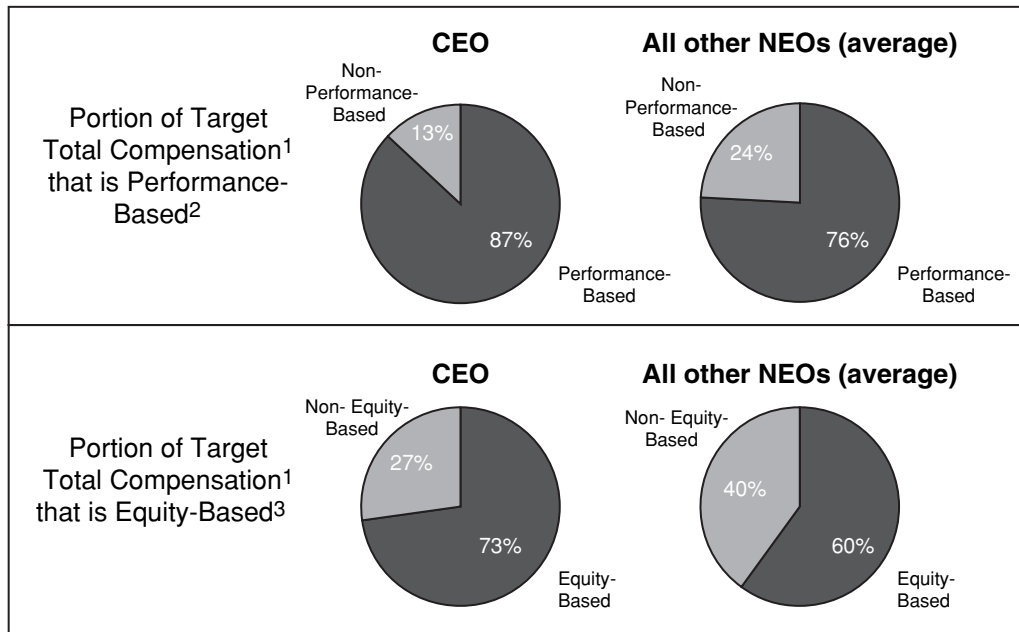 Portion of Target
Total Compensation1
that is Performance-
Based2
CEO
Non-
Performance-
Based
13%
87%
Performance-
Based
All other NEOs (average)
Non-
Performance-
Based
24%
76%
Performance-
Based
Portion of Target
Total Compensation1
that is Equity-Based3
CEO
Non- Equity-
Based
27%
73%
Equity-
Based
All other NEOs (average)
Non- Equity-
Based
40%
60%
Equity-
Based